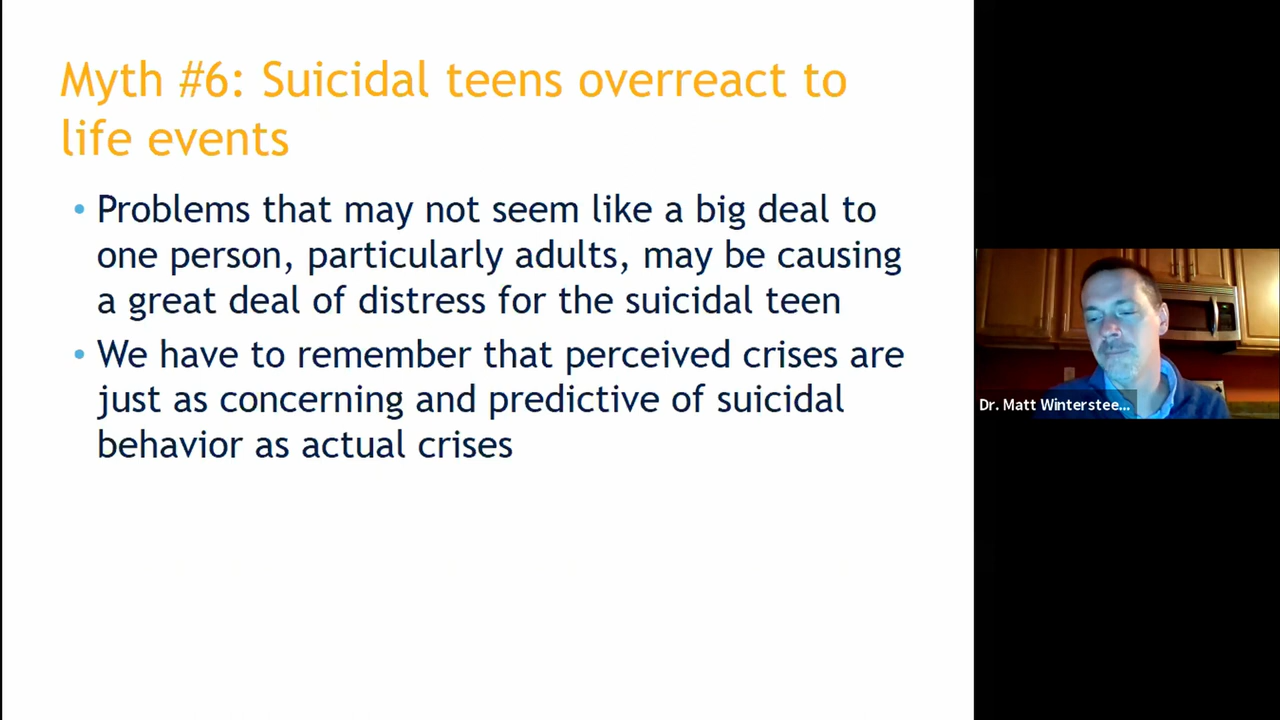 Myth #6: Suicidal teens overreact to
life events
• Problems that may not seem like a big deal to
one person, particularly adults, may be causing
a great deal of distress for the suicidal teen
• We have to remember that perceived crises are
just as concerning and predictive of suicidal
behavior as actual crises
Dr. Matt Winterstee...